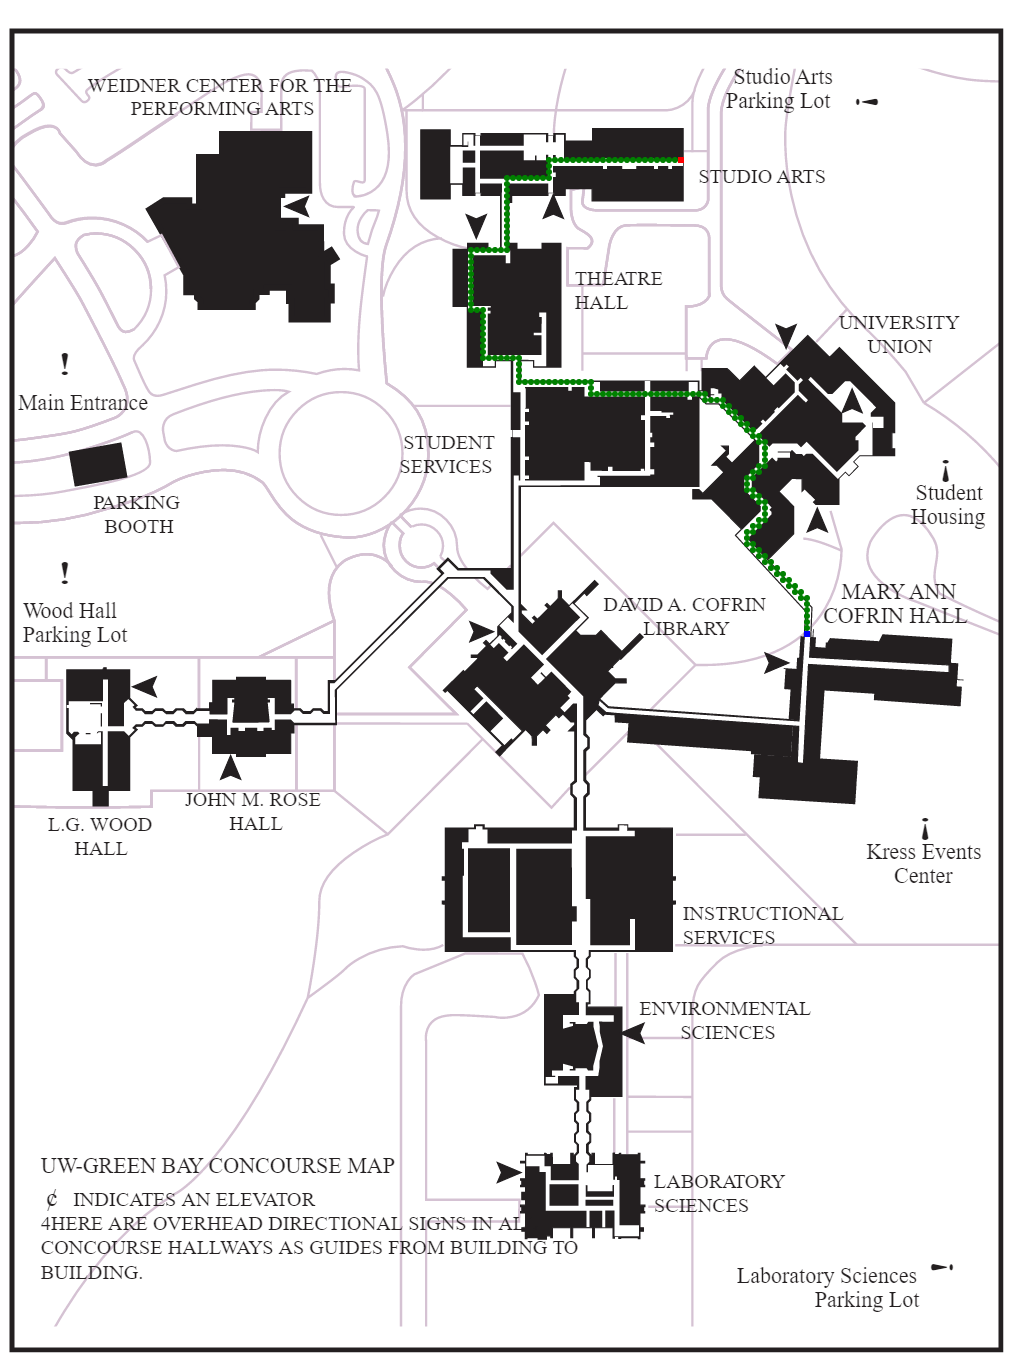 WEIDNER CENTER FOR THE
PERFORMING ARTS
Studio Arts
Parking Lot
STUDIO ARTS
THEATRE
HALL
UNIVERSITY
UNION
Main Entrance
STUDENT
SERVICES
PARKING
BOOTH
Student
Housing
Wood Hall
Parking Lot
DAVID A. COFRIN
LIBRARY
MARY ANN
COFRIN HALL
JOHN M. ROSE
HALL
L.G. WOOD
HALL
Kress Events
Center
INSTRUCTIONAL
SERVICES
ENVIRONMENTAL
SCIENCES
LABORATORY
SCIENCES
UW-GREEN BAY CONCOURSE MAP
¢ INDICATES AN ELEVATOR
4HERE ARE OVERHEAD DIRECTIONAL SIGNS IN
CONCOURSE HALLWAYS AS GUIDES FROM BUILDING TO
BUILDING.
Laboratory Sciences
Parking Lot